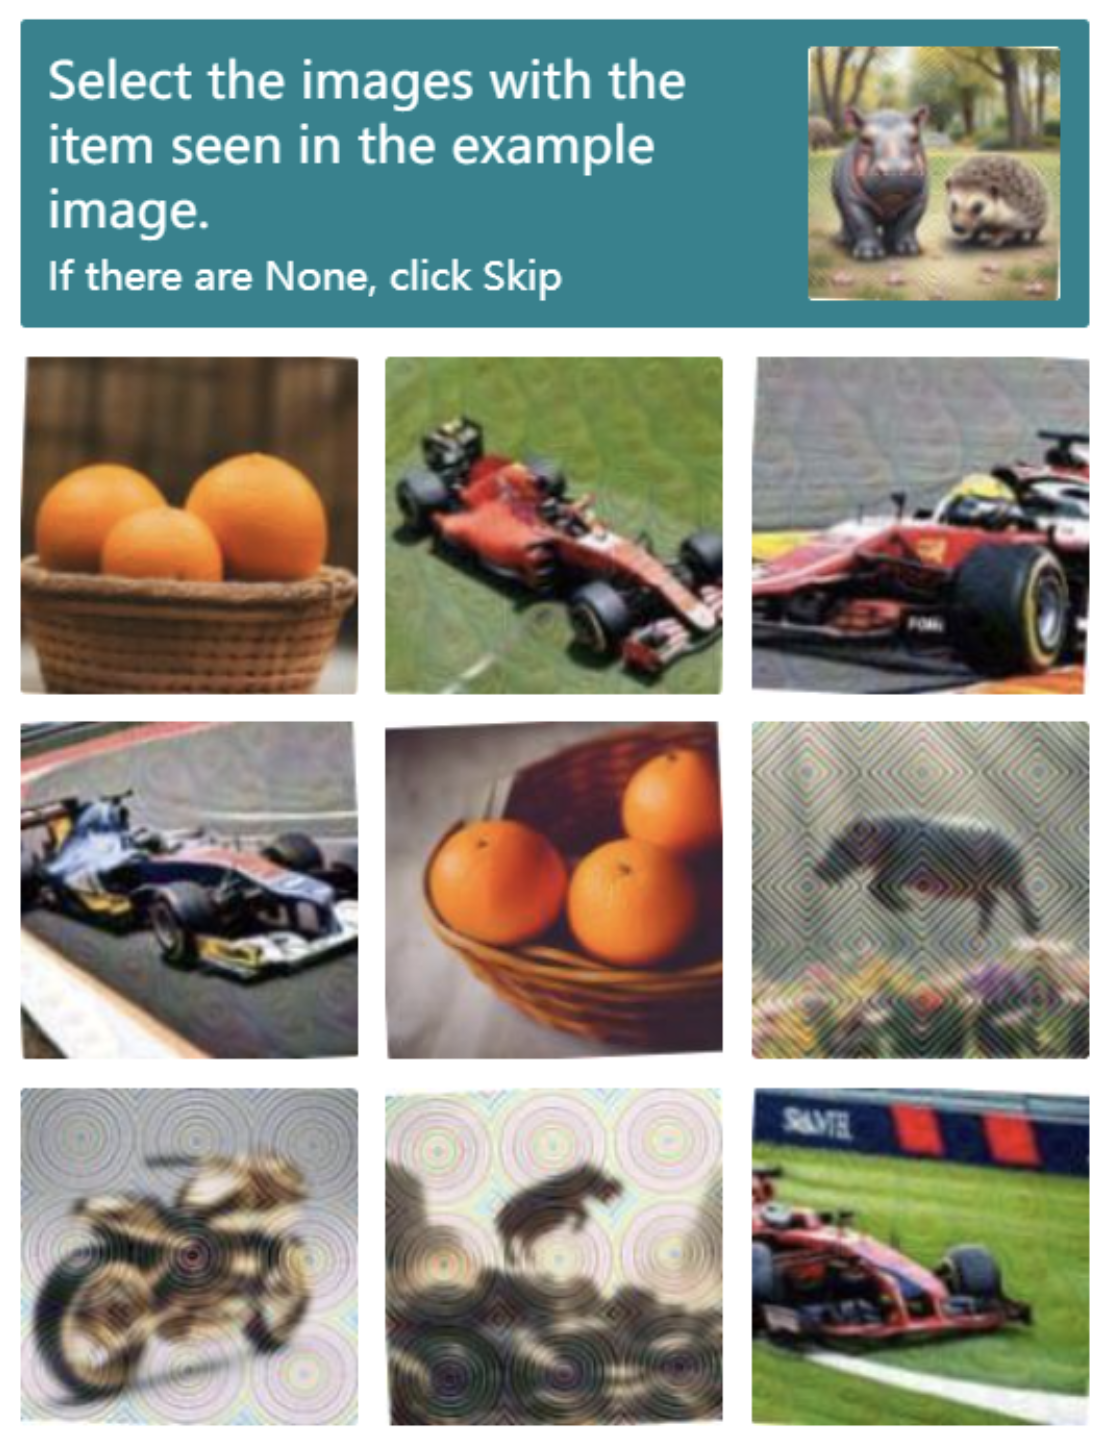 Select the images with the
item seen in the example
image.
If there are None, click Skip